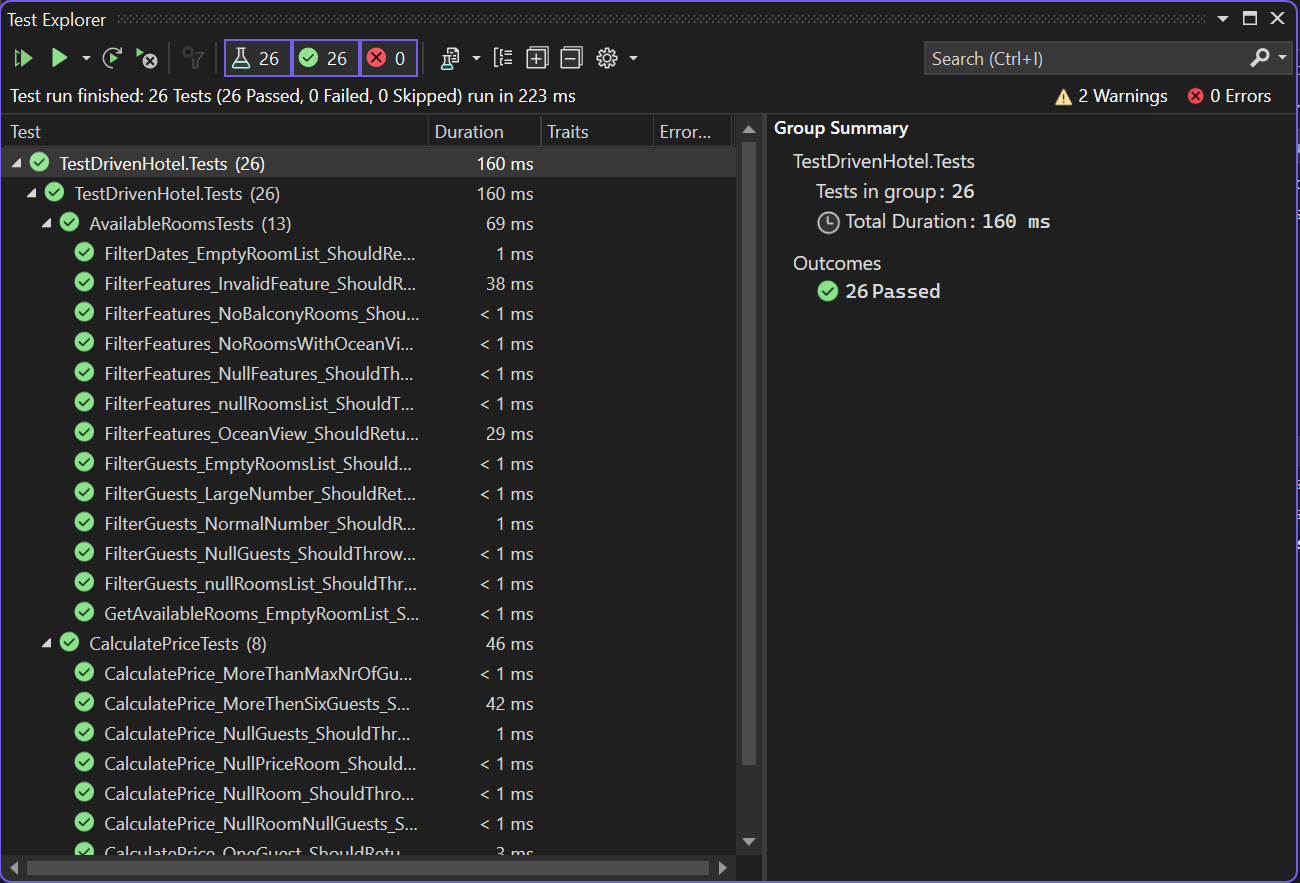 Test Explorer
26 26 0
Search (Ctrl+I)
Test run finished: 26 Tests (26 Passed, 0 Failed, 0 Skipped) run in 223 ms
2 Warnings 0 Errors
Test Duration Traits Error...
TestDrivenHotel.Tests (26) 160 ms
TestDrivenHotel.Tests (26) 160 ms
AvailableRoomsTests (13) 69 ms
FilterDates_EmptyRoomList_ShouldRe... 1 ms
FilterFeatures_InvalidFeature_ShouldR... 38 ms
FilterFeatures_NoBalconyRooms_Shou... < 1 ms
FilterFeatures_NoRoomsWithOceanVi... < 1 ms
FilterFeatures_NullFeatures_ShouldTh... < 1 ms
FilterFeatures_nullRoomsList_ShouldT... < 1 ms
FilterFeatures_OceanView_ShouldRetu... 29 ms
FilterGuests_EmptyRoomsList_Should... < 1 ms
FilterGuests_LargeNumber_ShouldRet... < 1 ms
FilterGuests_NormalNumber_ShouldR... 1 ms
FilterGuests_NullGuests_ShouldThrow... < 1 ms
FilterGuests_nullRoomsList_ShouldThr... < 1 ms
GetAvailableRooms_EmptyRoomList_S... < 1 ms
CalculatePriceTests (8) 46 ms
CalculatePrice_MoreThanMaxNrOfGu... < 1 ms
CalculatePrice_MoreThenSixGuests_S... 42 ms
CalculatePrice_NullGuests_ShouldThr... 1 ms
CalculatePrice_NullPriceRoom_Should... < 1 ms
CalculatePrice_NullRoom_ShouldThro... < 1 ms
CalculatePrice_NullRoomNullGuests_S... < 1 ms
CalculatePrice_OneGuest_ShouldRetu... 3 ms
Group Summary
TestDrivenHotel.Tests
Tests in group: 26
Total Duration: 160 ms
Outcomes
26 Passed